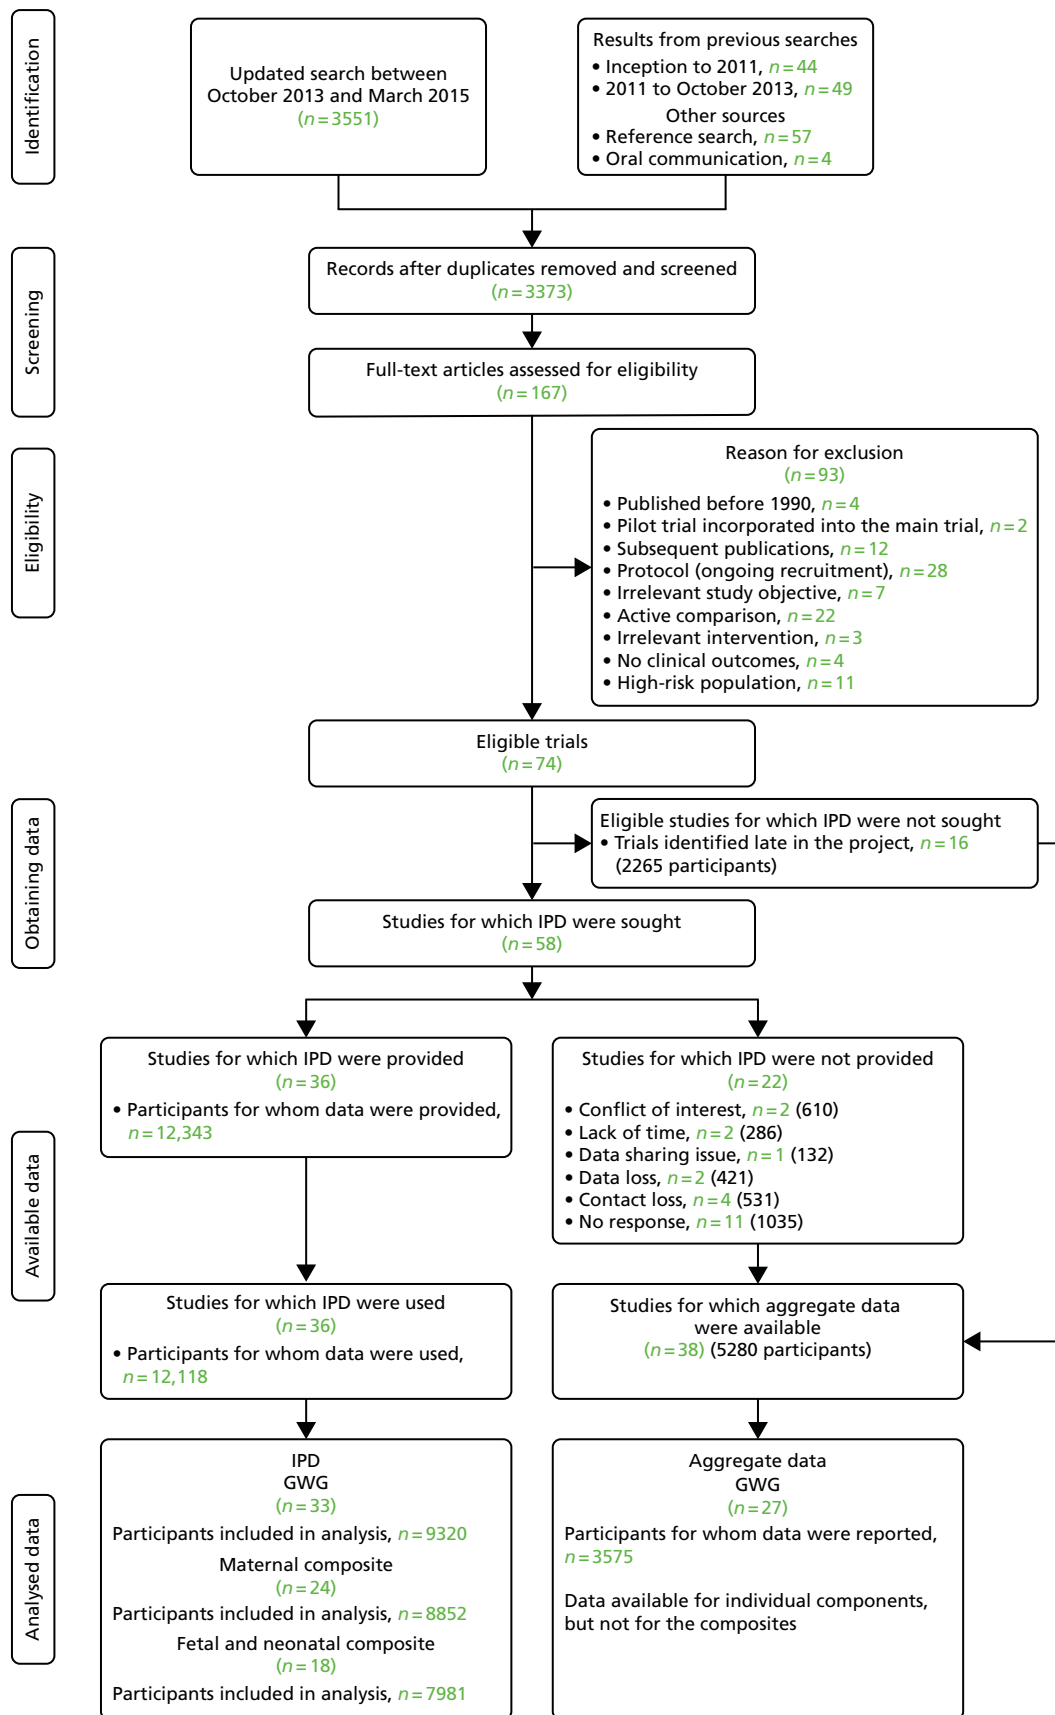 Identification
Updated search between
October 2013 and March 2015
(n=3551)
Results from previous searches
• Inception to 2011, n=44
• 2011 to October 2013, n=49
Other sources
• Reference search, n=57
• Oral communication, n=4
Screening
Records after duplicates removed and screened
(n=3373)
Full-text articles assessed for eligibility
(n=167)
Eligibility
Reason for exclusion
(n=93)
• Published before 1990, n=4
• Pilot trial incorporated into the main trial, n=2
• Subsequent publications, n=12
• Protocol (ongoing recruitment), n=28
• Irrelevant study objective, n=7
• Active comparison, n=22
• Irrelevant intervention, n=3
• No clinical outcomes, n=4
• High-risk population, n=11
Eligible trials
(n=74)
Obtaining data
Eligible studies for which IPD were not sought
• Trials identified late in the project, n=16
(2265 participants)
Studies for which IPD were sought
(n=58)
Available data
Studies for which IPD were provided
(n=36)
• Participants for whom data were provided,
n=12,343
Studies for which IPD were not provided
(n=22)
• Conflict of interest, n=2 (610)
• Lack of time, n=2 (286)
• Data sharing issue, n=1 (132)
• Data loss, n=2 (421)
• Contact loss, n=4 (531)
• No response, n=11 (1035)
Studies for which IPD were used
(n=36)
• Participants for whom data were used,
n=12,118
Studies for which aggregate data
were available
(n=38) (5280 participants)
Analysed data
IPD
GWG
(n=33)
Participants included in analysis, n=9320
Maternal composite
(n=24)
Participants included in analysis, n=8852
Fetal and neonatal composite
(n=18)
Participants included in analysis, n=7981
Aggregate data
GWG
(n=27)
Participants for whom data were reported,
n=3575
Data available for individual components,
but not for the composites